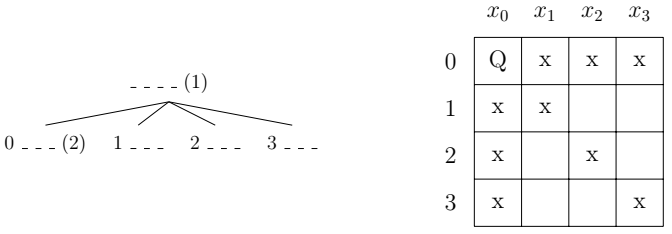 _ _ _ _ (1)
0 _ _ _ (2) 1 _ _ _ 2 _ _ _ 3 _ _ _
x₀ x₁ x₂ x₃
0 Q x x x
1 x x
2 x x
3 x x